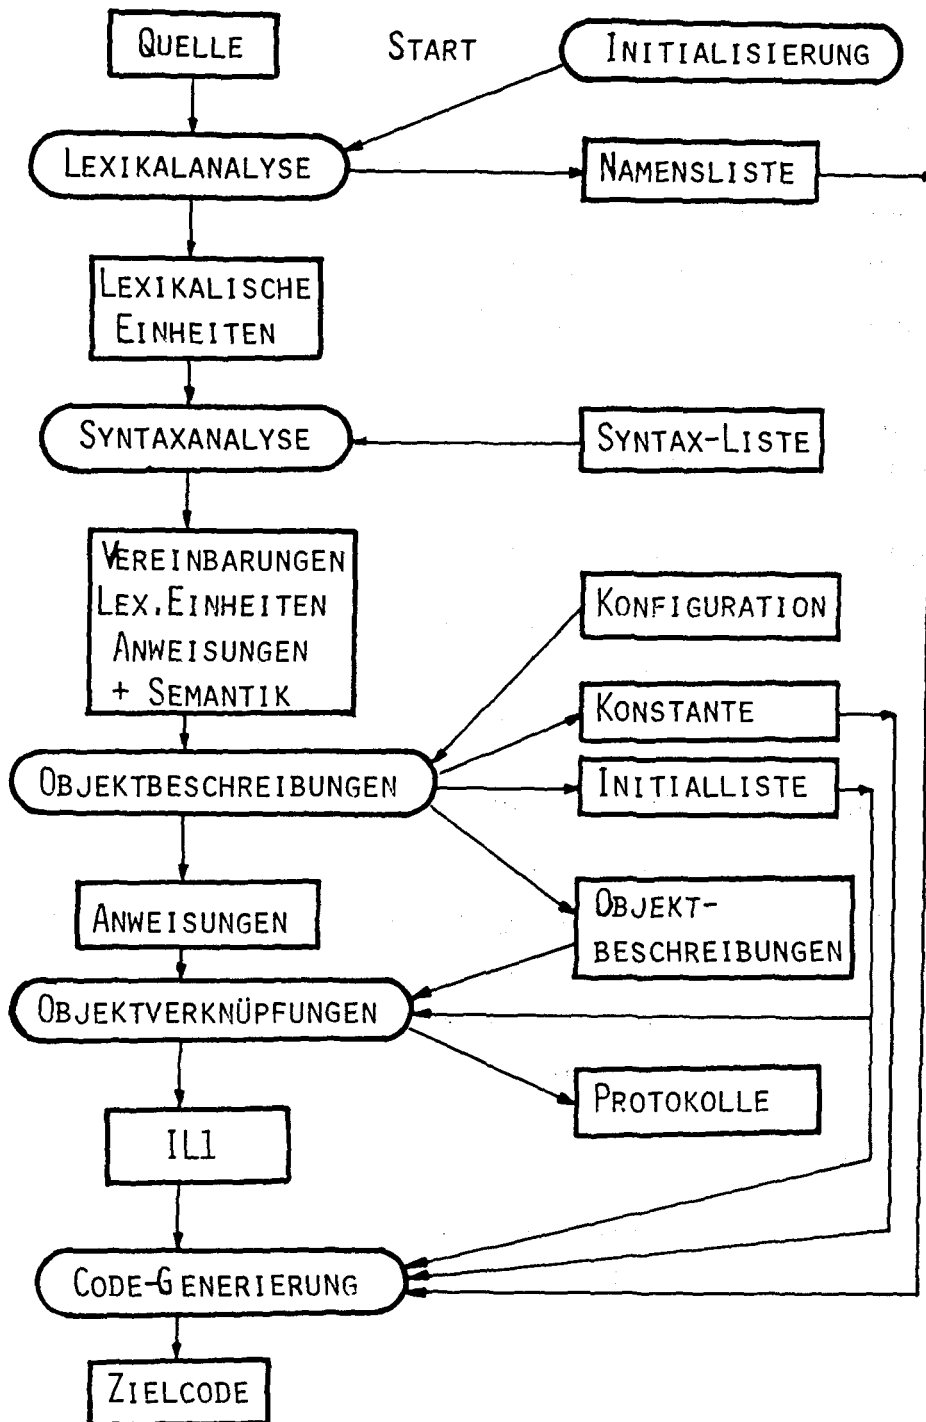 QUELLE
START
INITIALISIERUNG
LEXIKALANALYSE
NAMENSLISTE
LEXIKALISCHE
EINHEITEN
SYNTAXANALYSE
SYNTAX-LISTE
VEREINBARUNGEN
LEX.EINHEITEN
ANWEISUNGEN
+ SEMANTIK
KONFIGURATION
KONSTANTE
OBJEKTBESCHREIBUNGEN
INITIALLISTE
ANWEISUNGEN
OBJEKT-
BESCHREIBUNGEN
OBJEKTVERKNÜPFUNGEN
PROTOKOLLE
IL1
CODE-GENERIERUNG
ZIELCODE